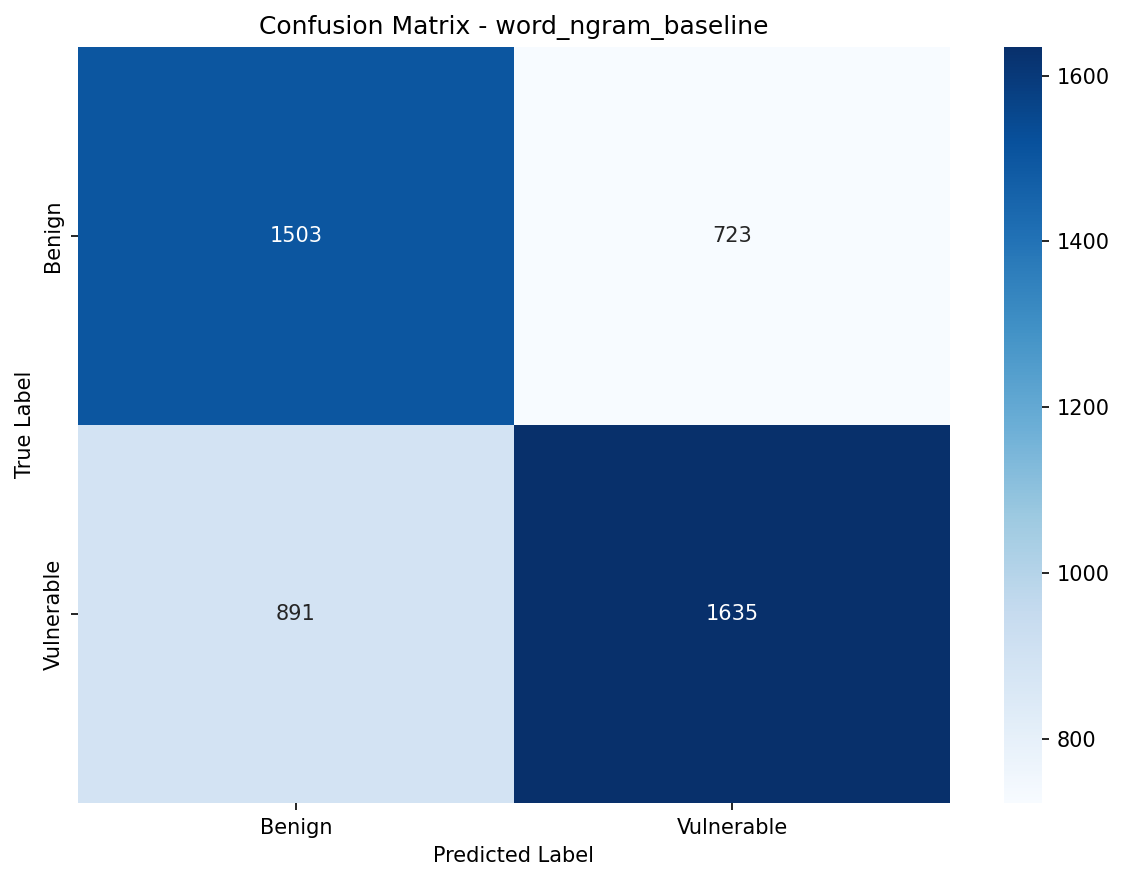 Confusion Matrix - word_ngram_baseline
True Label
Benign
Vulnerable
1503
723
891
1635
Benign
Vulnerable
Predicted Label
1600
1400
1200
1000
800